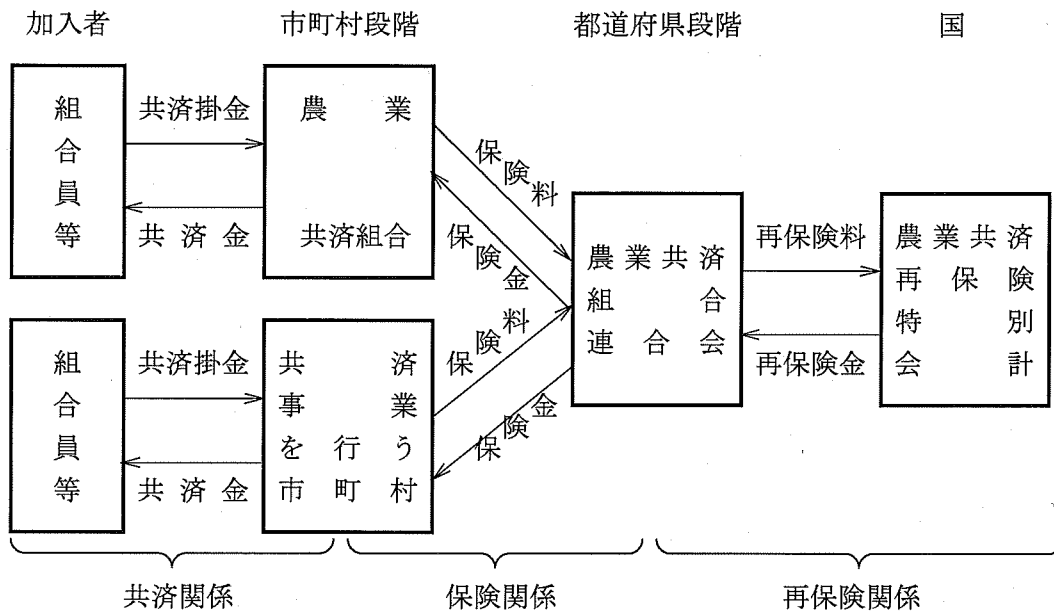 加入者
市町村段階
都道府県段階
国
組合員等
共済掛金
共済金
農業
共済組合
保険料
保険金
組合員等
共済掛金
共済金
共済
事業
を行う
市町村
保険料
保険金
農業共済
組合
連合会
再保険料
再保険金
農業共済
再保険
特別
会計
共済関係
保険関係
再保険関係